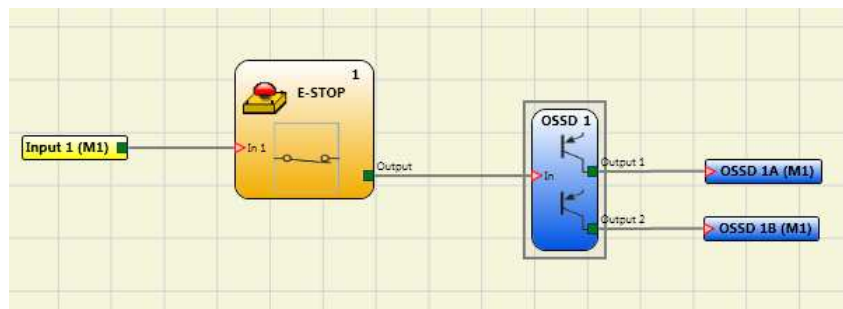 1
E-STOP
Input 1 (M1)
In 1
Output
OSSD 1
In
Output 1
OSSD 1A (M1)
Output 2
OSSD 1B (M1)